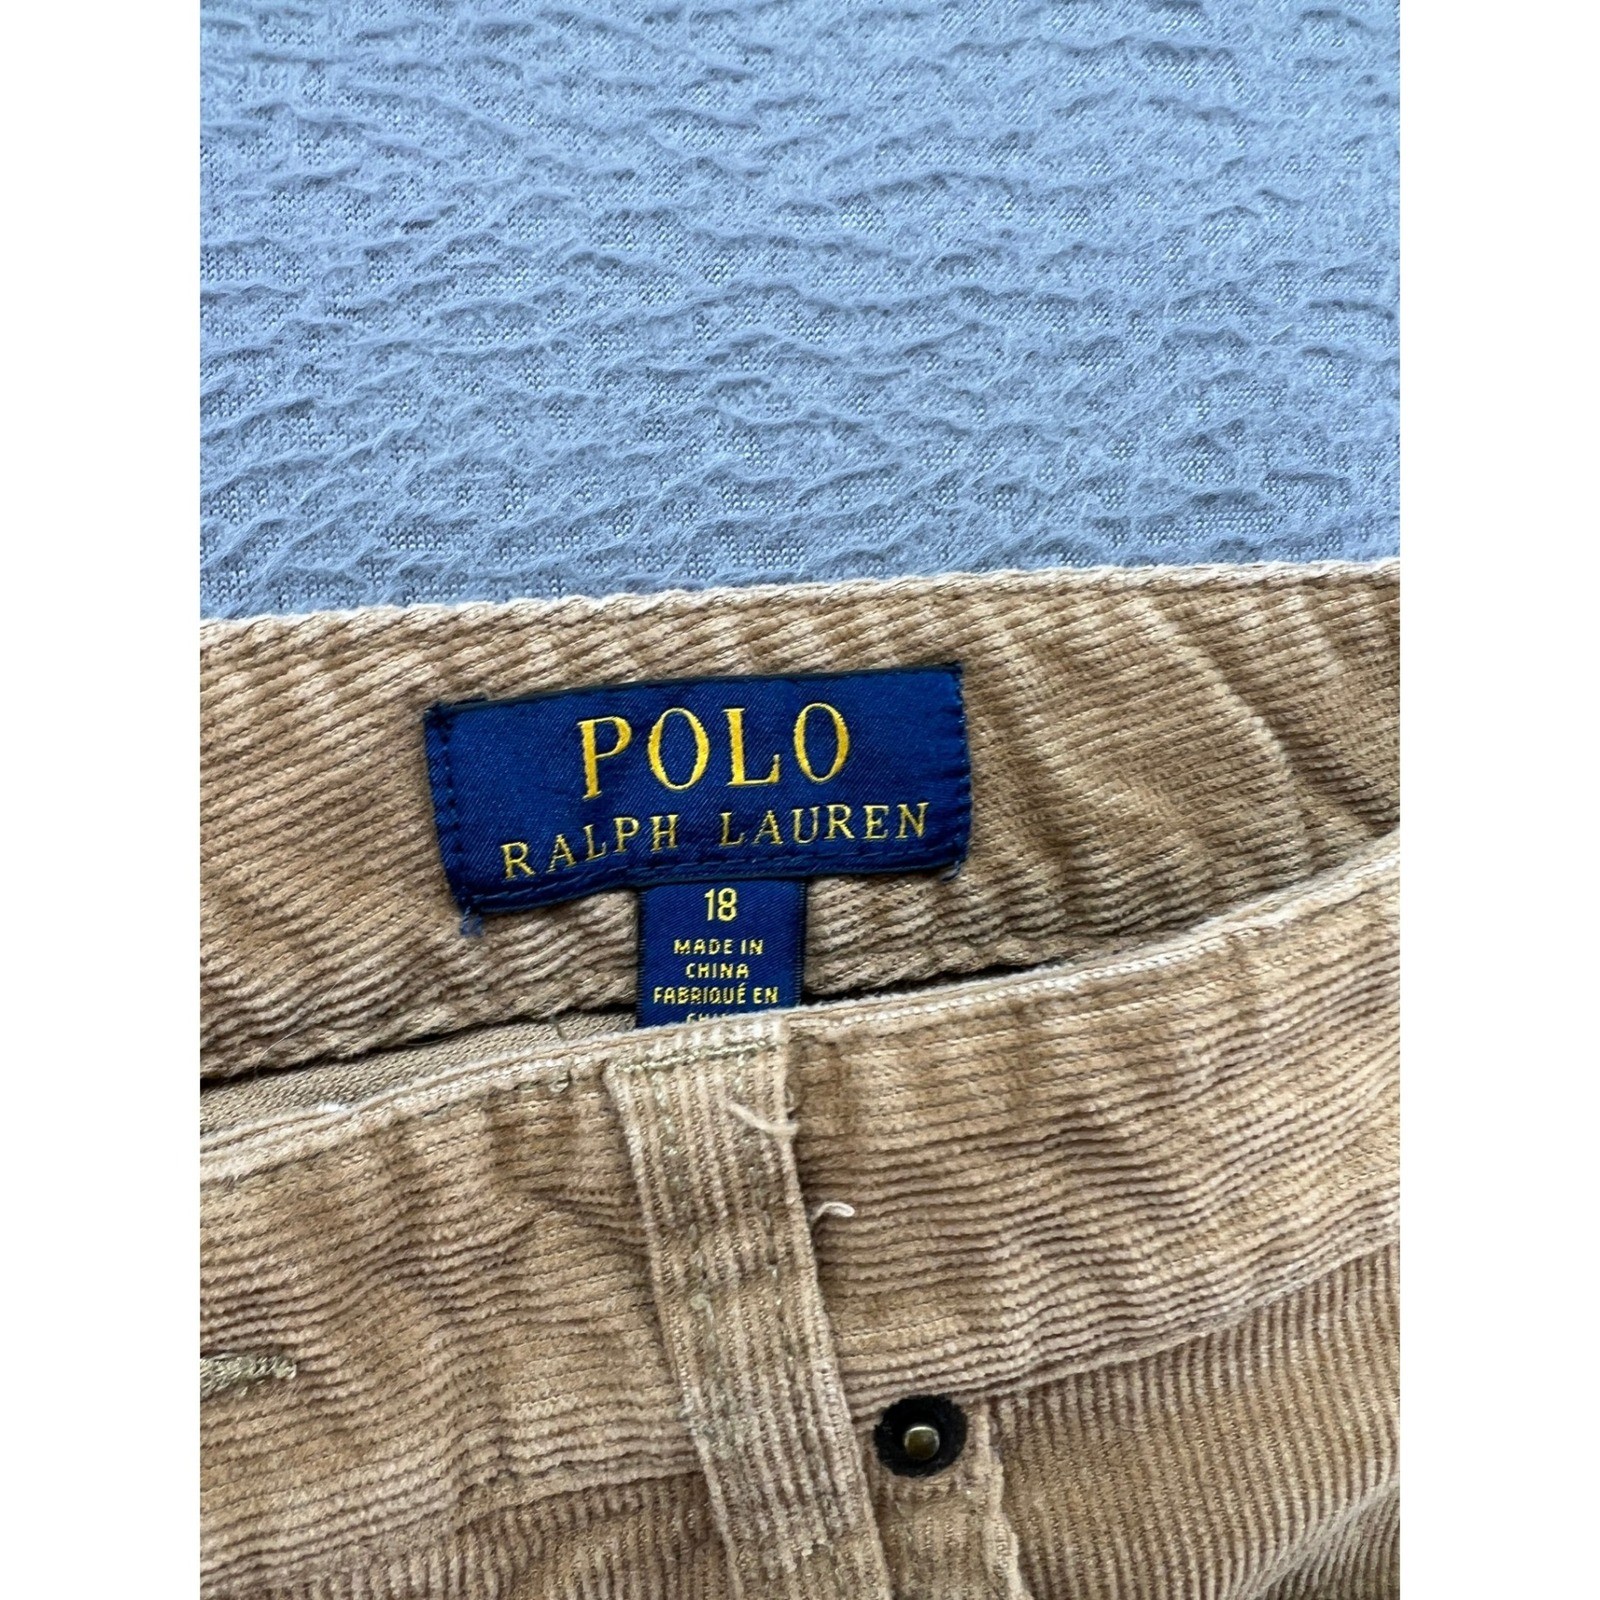 POLO
RALPH LAUREN
18
MADE IN
CHINA
FABRIQUÉ EN